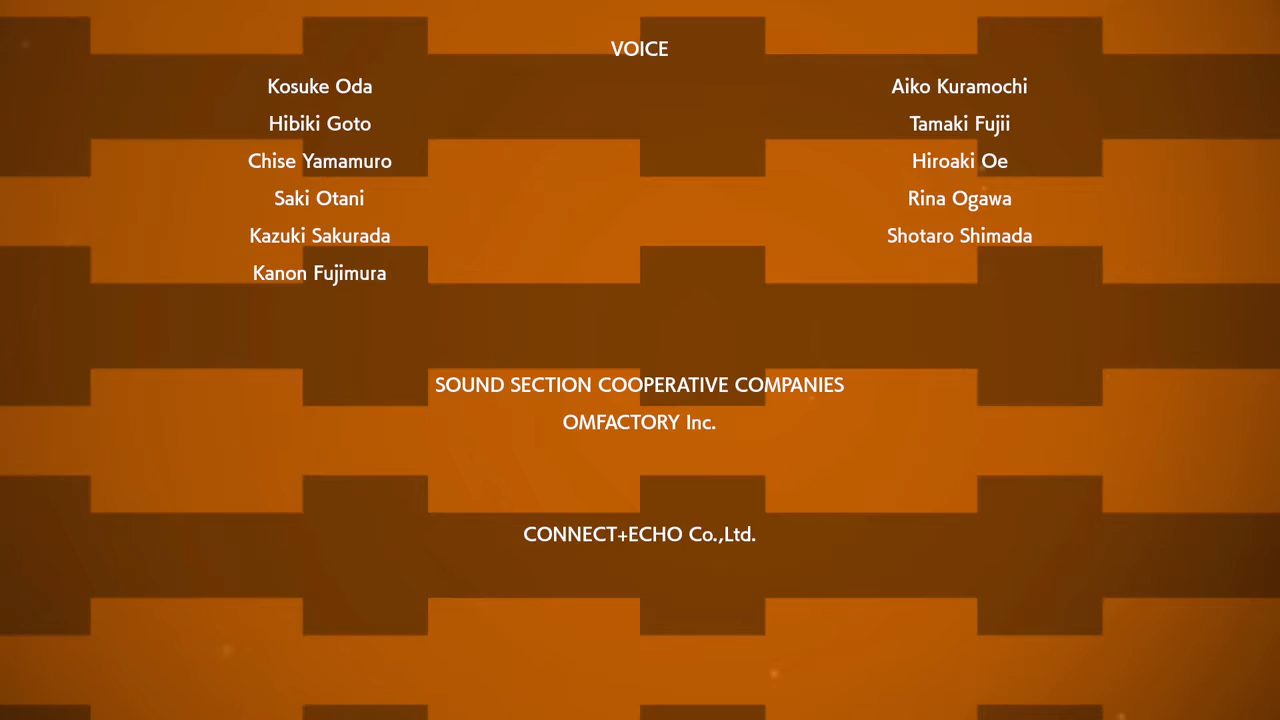 VOICE
Kosuke Oda
Aiko Kuramochi
Hibiki Goto
Tamaki Fujii
Chise Yamamuro
Hiroaki Oe
Saki Otani
Rina Ogawa
Kazuki Sakurada
Shotaro Shimada
Kanon Fujimura
SOUND SECTION COOPERATIVE COMPANIES
OMFACTORY Inc.
CONNECT+ECHO Co.,Ltd.